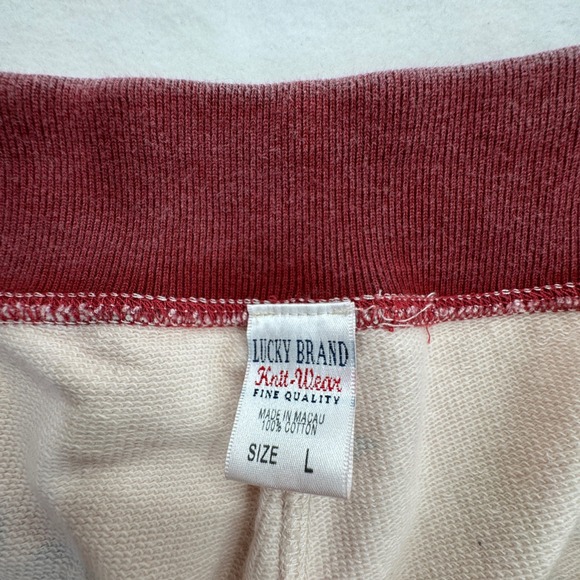 LUCKY BRAND
Knit-Wear
FINE QUALITY
MADE IN MACAU
100% COTTON
SIZE L